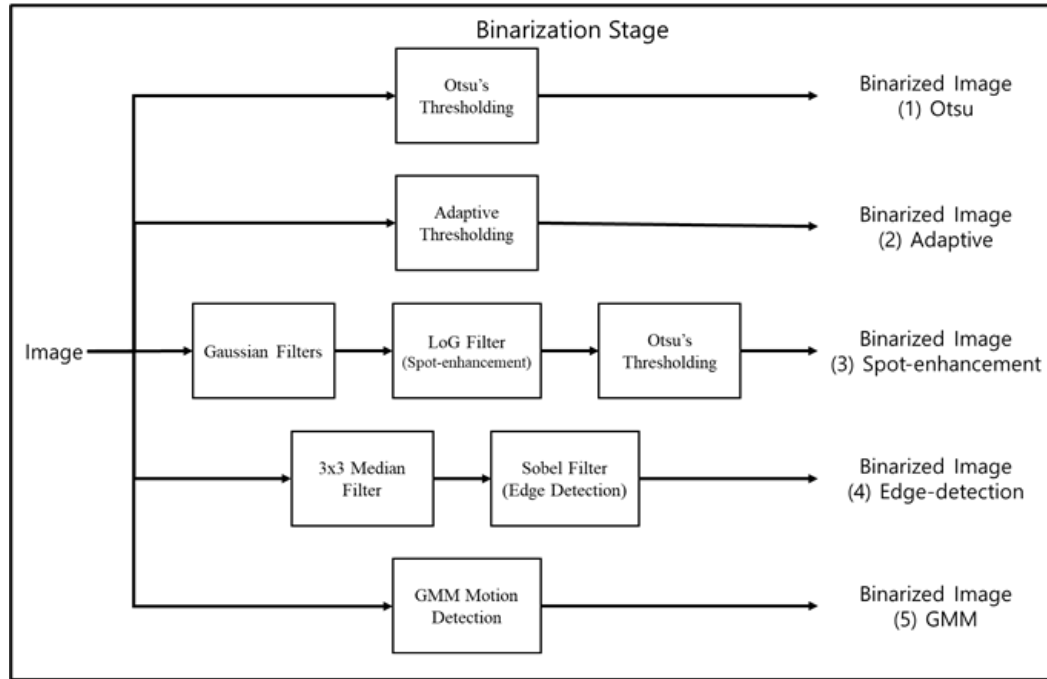 Binarization Stage
Otsu's
Thresholding
Binarized Image
(1) Otsu
Adaptive
Thresholding
Binarized Image
(2) Adaptive
Image
Gaussian Filters
LoG Filter
(Spot-enhancement)
Otsu's
Thresholding
Binarized Image
(3) Spot-enhancement
3x3 Median
Filter
Sobel Filter
(Edge Detection)
Binarized Image
(4) Edge-detection
GMM Motion
Detection
Binarized Image
(5) GMM